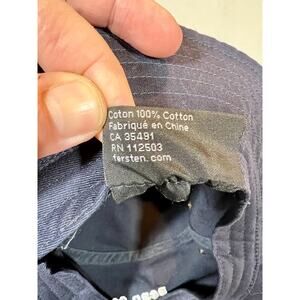 Coton 100% Cotton
Fabriqué en Chine
CA 35491
RN 112503
fersten.com